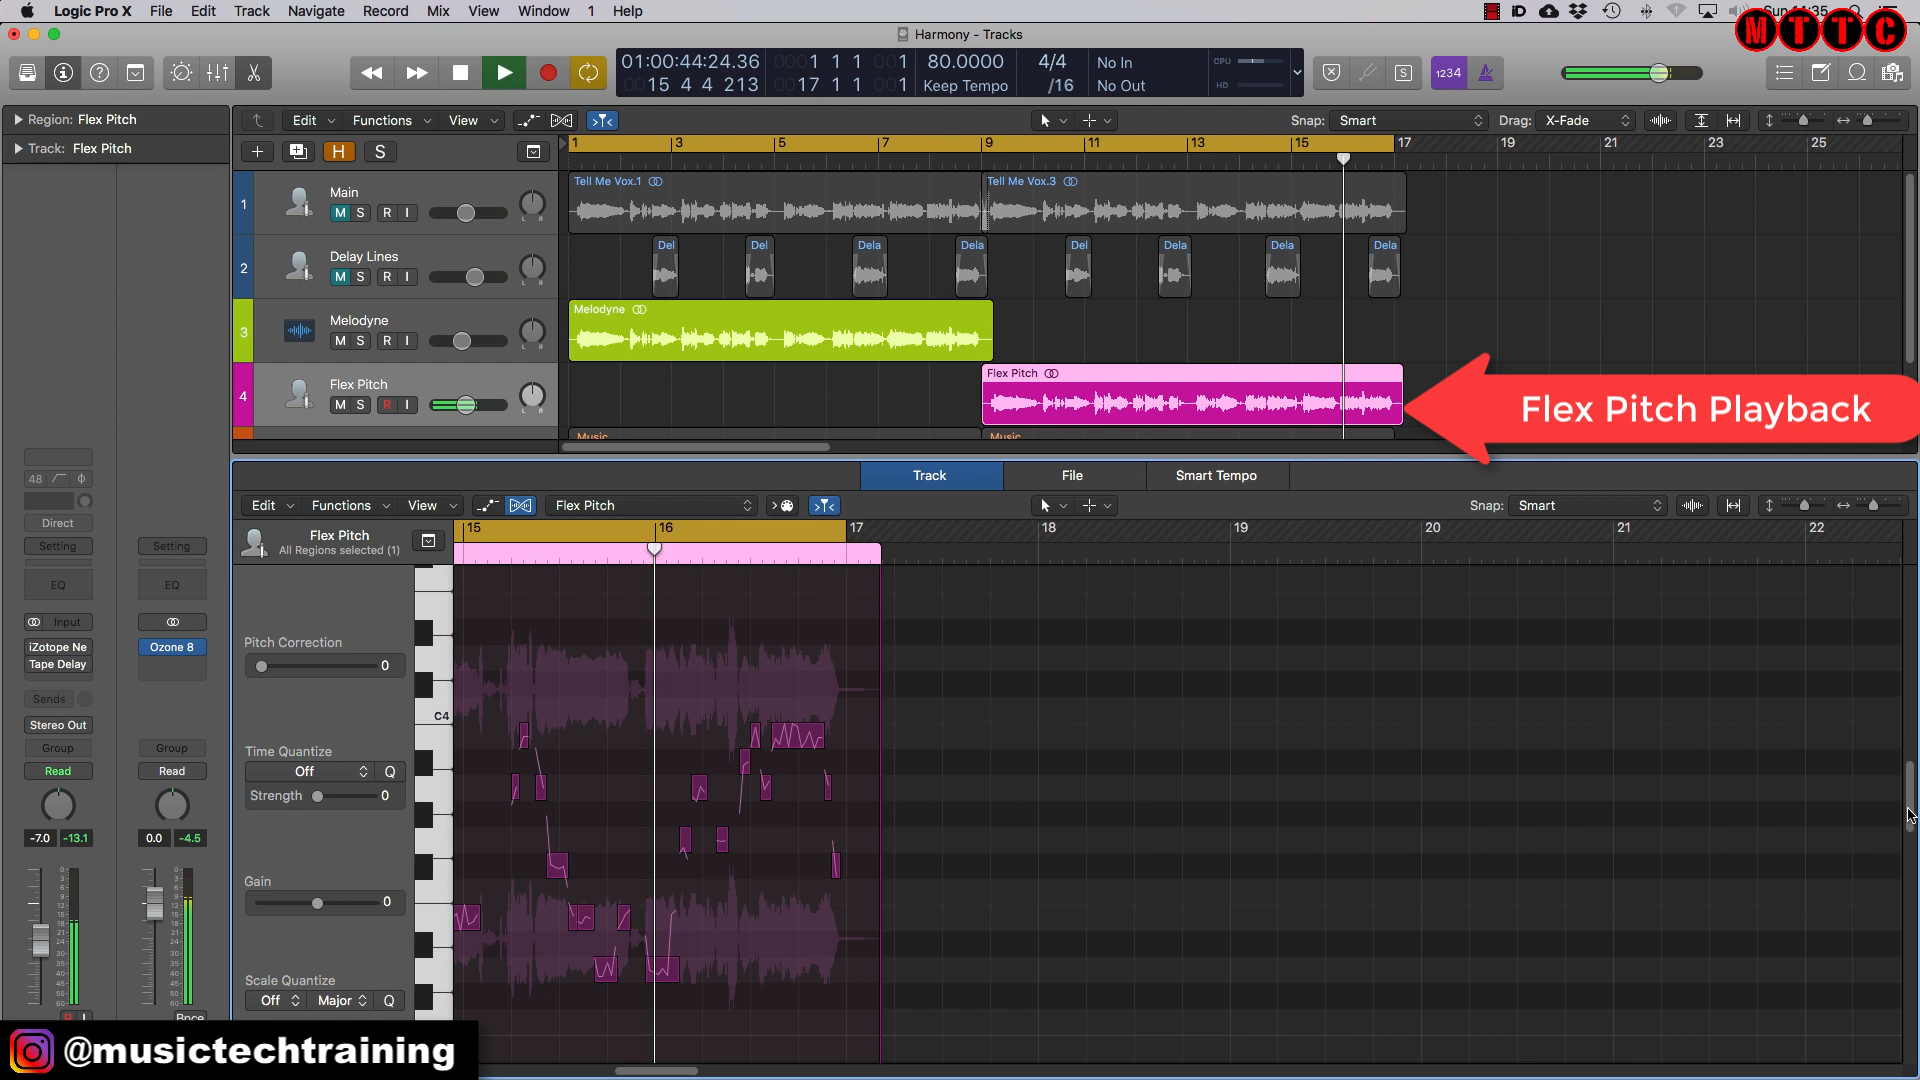 Logic Pro X File Edit Track Navigate Record Mix View Window 1 Help
MTTC
Harmony - Tracks
01:00:44:24.36
15 4 4 213
0001 1 1 001
0017 1 1 001
80.0000
Keep Tempo
4/4
/16
No In
No Out
CPU
HD
1234
Region: Flex Pitch
Track: Flex Pitch
Edit Functions View
Snap: Smart
Drag: X-Fade
H S
1 3 5 7 9 11 13 15 17 19 21 23 25
1 Main
M S R I
Tell Me Vox.1
Tell Me Vox.3
2 Delay Lines
M S R I
Del Del Dela Dela Del Dela Dela Dela
3 Melodyne
M S R I
Melodyne
4 Flex Pitch
M S R I
Flex Pitch
Flex Pitch Playback
Music
Music
Track File Smart Tempo
Edit Functions View Flex Pitch
Snap: Smart
Flex Pitch
All Regions selected (1)
15 16 17 18 19 20 21 22
Pitch Correction
0
C4
Time Quantize
Off Q
Strength 0
Gain
0
Scale Quantize
Off Major Q
48
Direct
Setting Setting
EQ EQ
Input
iZotope Ne
Tape Delay
Ozone 8
Sends
Stereo Out
Group Group
Read Read
-7.0 -13.1 0.0 -4.5
R I
Bnce
@musictechtraining